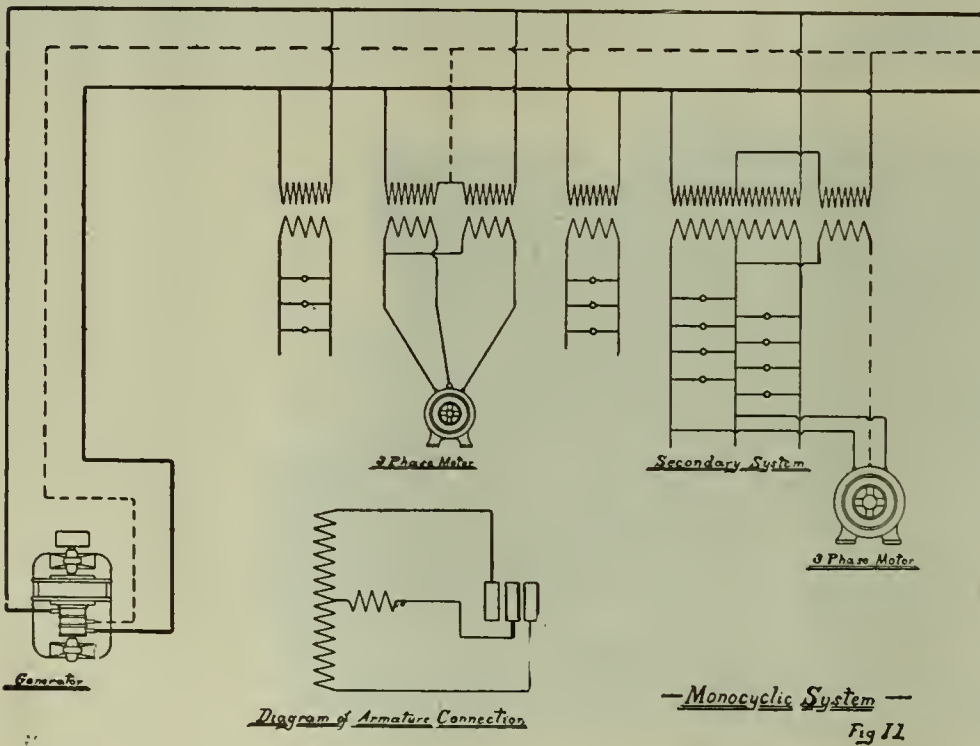 3 Phase Motor
Secondary System
3 Phase Motor
Generator
Diagram of Armature Connection
— Monocyclic System —
Fig 11